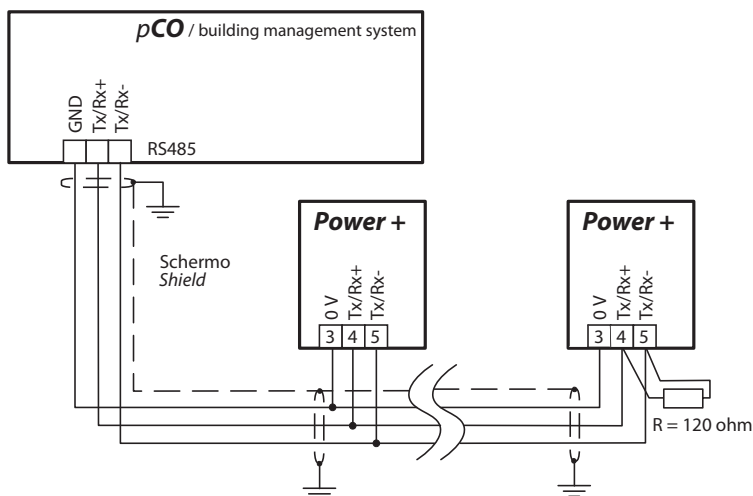 pCO / building management system
GND
Tx/Rx+
Tx/Rx-
RS485
Schermo
Shield
Power +
0 V
Tx/Rx+
Tx/Rx-
3 4 5
Power +
0 V
Tx/Rx+
Tx/Rx-
3 4 5
R = 120 ohm